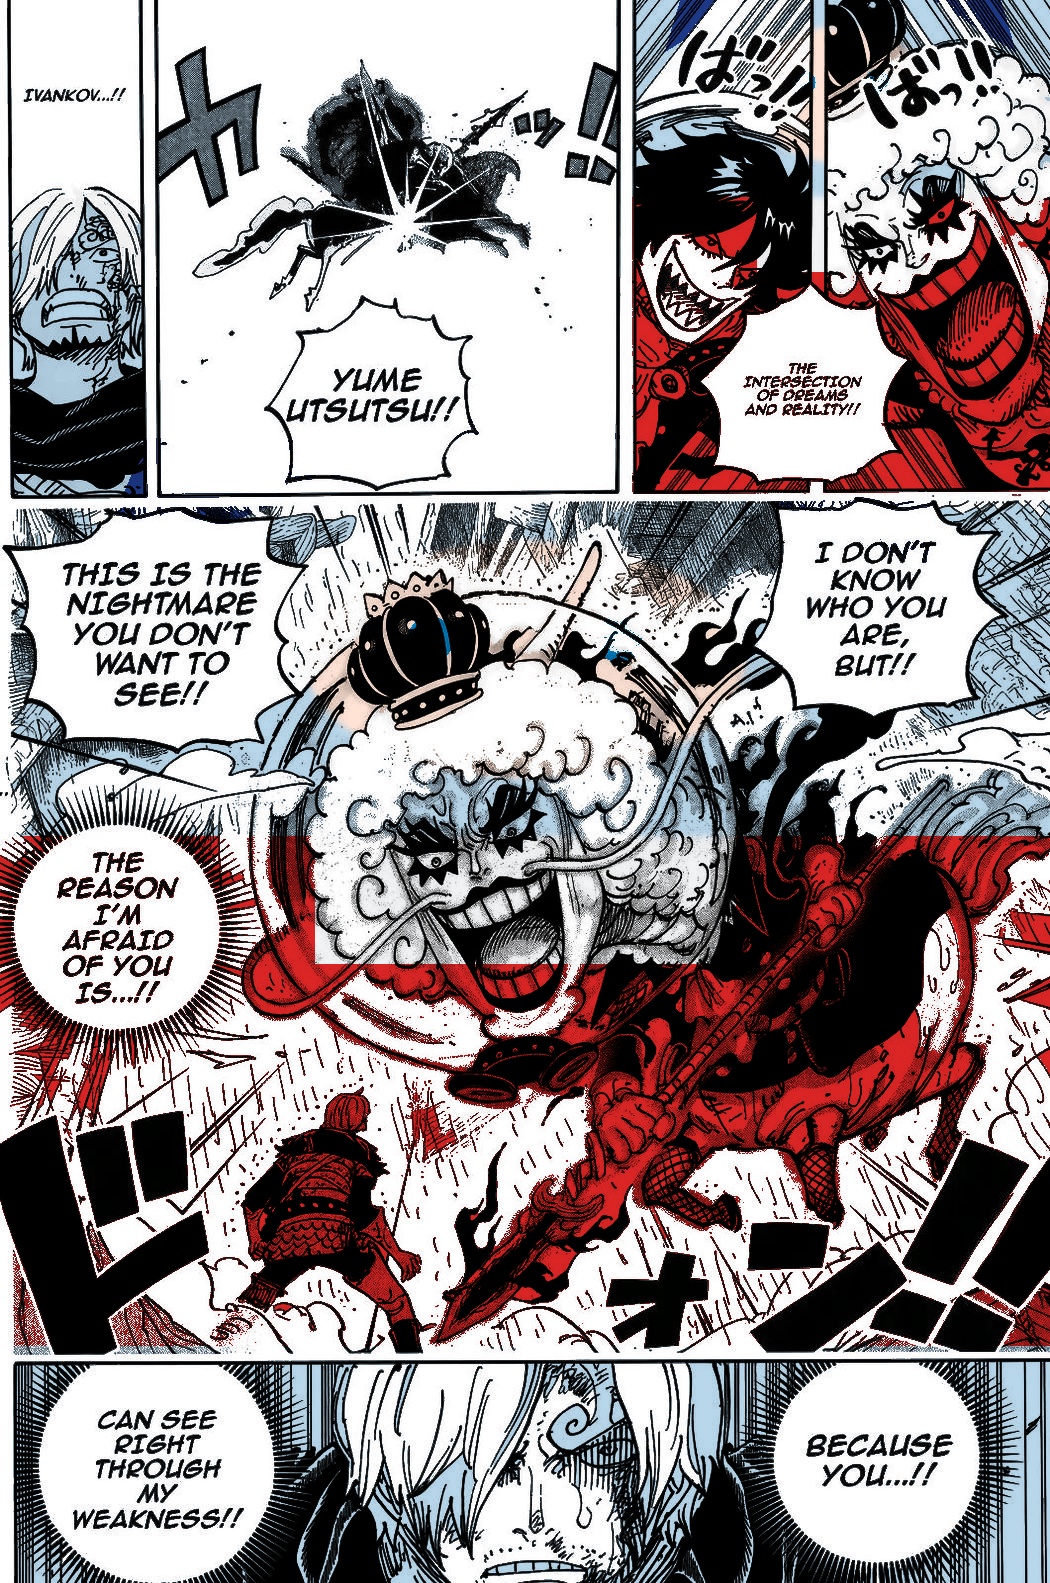 IVANKOV...!!
カッ!!
YUME
UTSUTSU!!
ばっ!!
ばっ!!
THE
INTERSECTION
OF DREAMS
AND REALITY!!
THIS IS THE
NIGHTMARE
YOU DON'T
WANT TO
SEE!!
I DON'T
KNOW
WHO YOU
ARE,
BUT!!
THE
REASON
I'M
AFRAID
OF YOU
IS...!!
ドォン!!
CAN SEE
RIGHT
THROUGH
MY
WEAKNESS!!
BECAUSE
YOU...!!